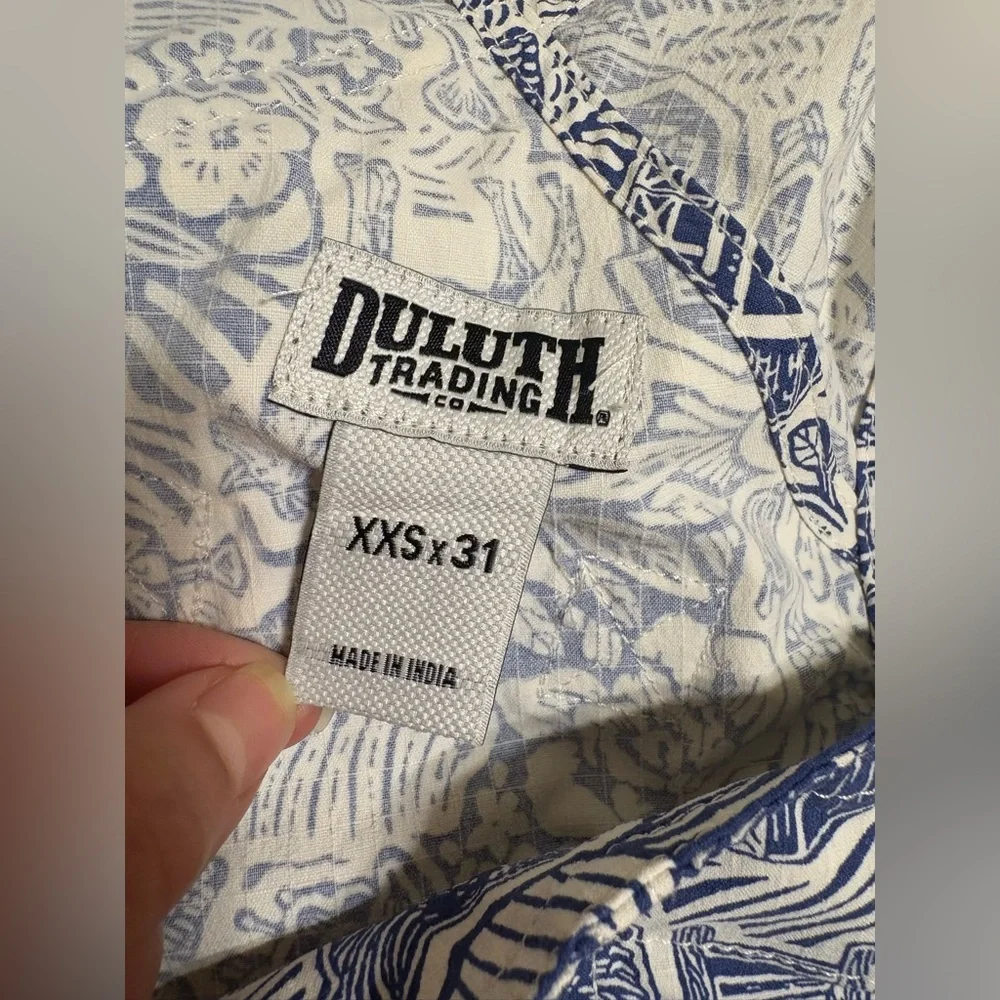 DULUTH
TRADING
CO
®
XXS x 31
MADE IN INDIA